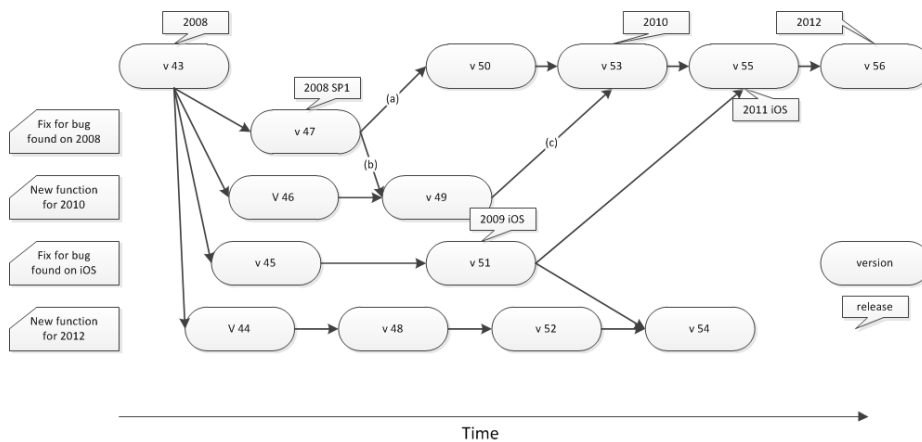 2008
2010
2012
v 43
v 50
v 53
v 55
v 56
2008 SP1
(a)
2011 iOS
Fix for bug
found on 2008
v 47
(b)
(c)
New function
for 2010
V 46
v 49
2009 iOS
Fix for bug
found on iOS
v 45
v 51
version
release
New function
for 2012
V 44
v 48
v 52
v 54
Time